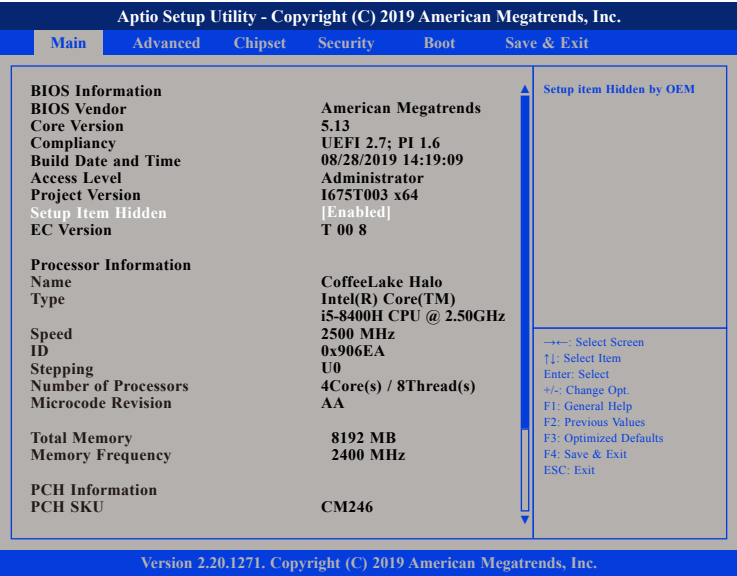 Aptio Setup Utility - Copyright (C) 2019 American Megatrends, Inc.
Main Advanced Chipset Security Boot Save & Exit
BIOS Information
BIOS Vendor American Megatrends
Core Version 5.13
Compliancy UEFI 2.7; PI 1.6
Build Date and Time 08/28/2019 14:19:09
Access Level Administrator
Project Version I675T003 x64
Setup Item Hidden [Enabled]
EC Version T 00 8
Processor Information
Name CoffeeLake Halo
Type Intel(R) Core(TM)
i5-8400H CPU @ 2.50GHz
Speed 2500 MHz
ID 0x906EA
Stepping U0
Number of Processors 4Core(s) / 8Thread(s)
Microcode Revision AA
Total Memory 8192 MB
Memory Frequency 2400 MHz
PCH Information
PCH SKU CM246
Setup item Hidden by OEM
→←: Select Screen
↑↓: Select Item
Enter: Select
+/-: Change Opt.
F1: General Help
F2: Previous Values
F3: Optimized Defaults
F4: Save & Exit
ESC: Exit
Version 2.20.1271. Copyright (C) 2019 American Megatrends, Inc.